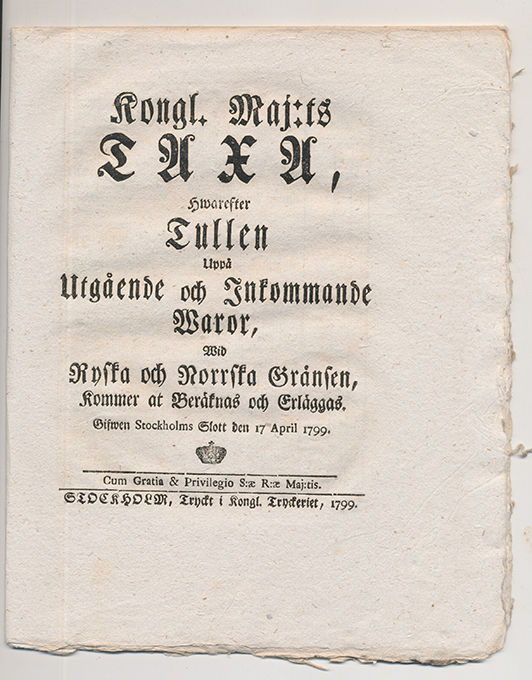 Kongl. Maj:ts
TAXA,
Hwarefter
Tullen
Uppå
Utgående och Inkommande
Waror,
Wid
Ryska och Norrska Gränsen,
Kommer at Beräknas och Erläggas.
Gifwen Stockholms Slott den 17 April 1799.
Cum Gratia & Privilegio S:æ R:æ Maj:tis.
STOCKHOLM, Tryckt i Kongl. Tryckeriet, 1799.